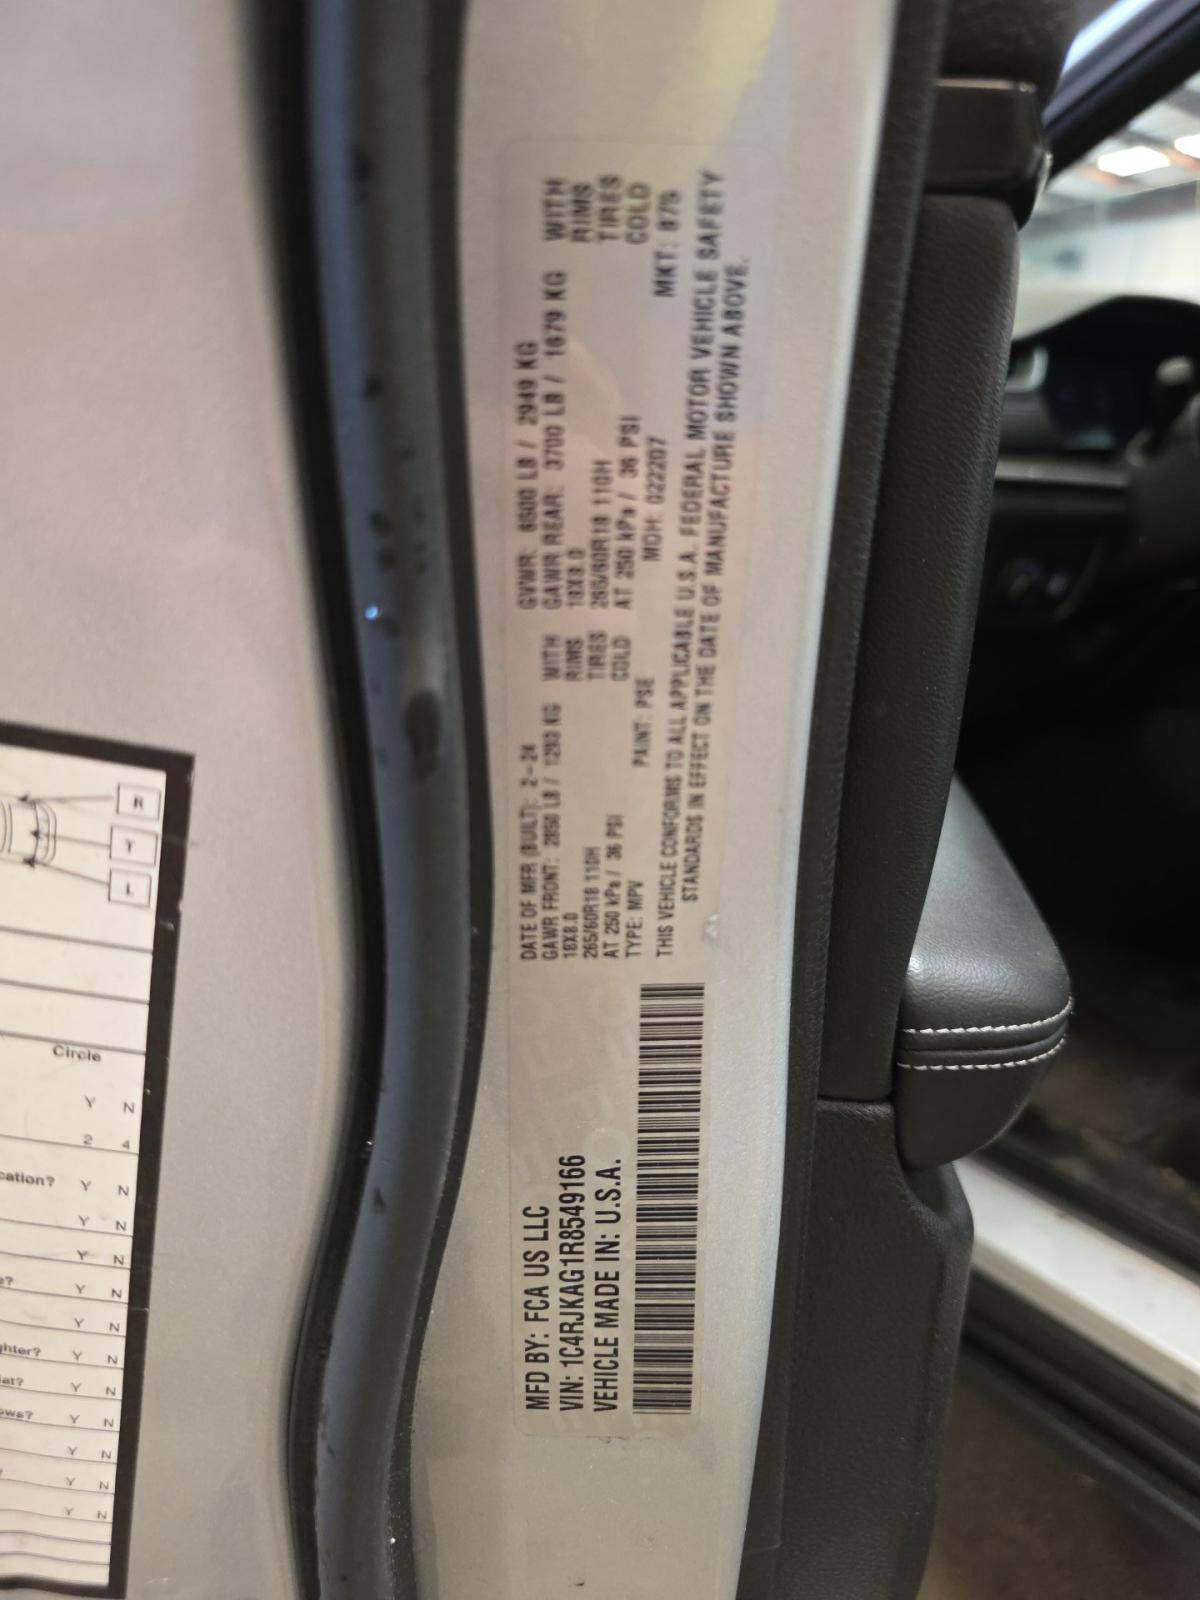 MFD BY: FCA US LLC
VIN: 1C4RJKAG1R8549166
VEHICLE MADE IN: U.S.A.
DATE OF MFR (BUILT): 2-24
GAWR FRONT: 2850 LB / 1293 KG WITH
18X8.0 RIMS
265/60R18 110H TIRES
AT 250 kPa / 36 PSI COLD
TYPE: MPV PAINT: PSE
GVWR: 6500 LB / 2949 KG
GAWR REAR: 3700 LB / 1679 KG WITH
18X8.0 RIMS
265/60R18 110H TIRES
AT 250 kPa / 36 PSI COLD
MDH: 022207 MKT:
THIS VEHICLE CONFORMS TO ALL APPLICABLE U.S.A. FEDERAL MOTOR VEHICLE SAFETY
STANDARDS IN EFFECT ON THE DATE OF MANUFACTURE SHOWN ABOVE.
R
T
L
Circle
Y N
2 4
cation? Y N
Y N
Y N
e? Y N
Y N
ghter? Y N
iat? Y N
ows? Y N
Y N
? Y N
Y N